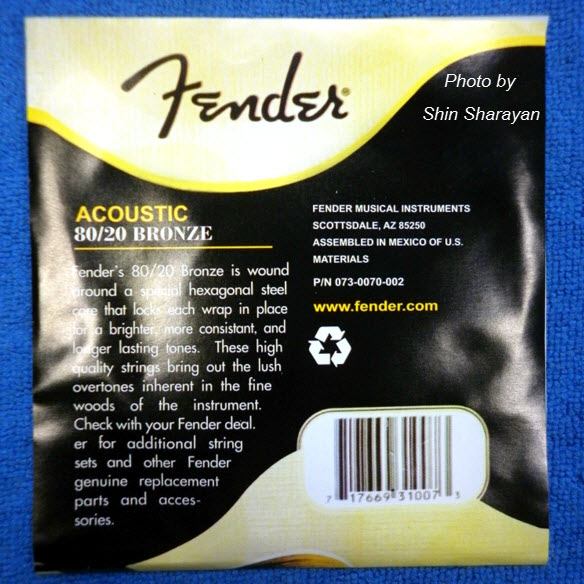 Fender®
Photo by
Shin Sharayan
ACOUSTIC
80/20 BRONZE
Fender's 80/20 Bronze is wound
around a special hexagonal steel
core that locks each wrap in place
for a brighter, more consistant, and
longer lasting tones. These high
quality strings bring out the lush
overtones inherent in the fine
woods of the instrument.
Check with your Fender deal.
er for additional string
sets and other Fender
genuine replacement
parts and acces-
sories.
FENDER MUSICAL INSTRUMENTS
SCOTTSDALE, AZ 85250
ASSEMBLED IN MEXICO OF U.S.
MATERIALS
P/N 073-0070-002
www.fender.com
7 17669 31007 3